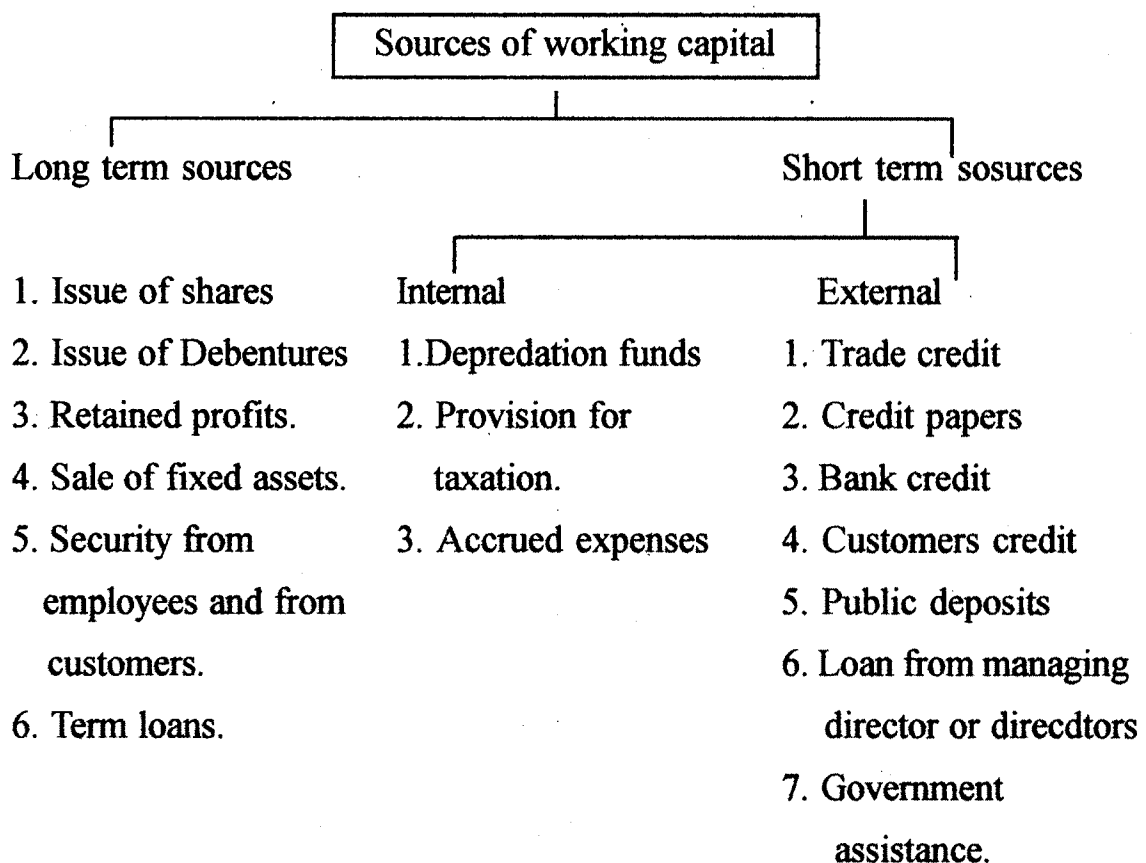 Sources of working capital
Long term sources
Short term sosurces
1. Issue of shares
2. Issue of Debentures
3. Retained profits.
4. Sale of fixed assets.
5. Security from
employees and from
customers.
6. Term loans.
Internal
1.Depredation funds
2. Provision for
taxation.
3. Accrued expenses
External
1. Trade credit
2. Credit papers
3. Bank credit
4. Customers credit
5. Public deposits
6. Loan from managing
director or direcdtors
7. Government
assistance.